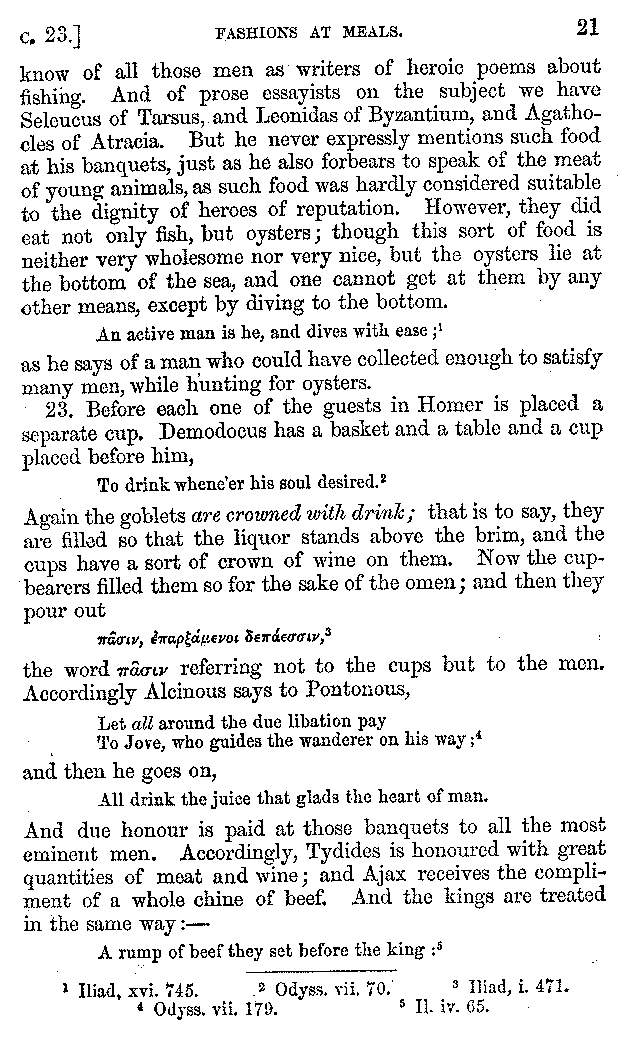 c. 23.] FASHIONS AT MEALS. 21
know of all those men as writers of heroic poems about
fishing. And of prose essayists on the subject we have
Seleucus of Tarsus, and Leonidas of Byzantium, and Agatho-
cles of Atracia. But he never expressly mentions such food
at his banquets, just as he also forbears to speak of the meat
of young animals, as such food was hardly considered suitable
to the dignity of heroes of reputation. However, they did
eat not only fish, but oysters; though this sort of food is
neither very wholesome nor very nice, but the oysters lie at
the bottom of the sea, and one cannot get at them by any
other means, except by diving to the bottom.
An active man is he, and dives with ease;¹
as he says of a man who could have collected enough to satisfy
many men, while hunting for oysters.
23. Before each one of the guests in Homer is placed a
separate cup. Demodocus has a basket and a table and a cup
placed before him,
To drink whene'er his soul desired.²
Again the goblets are crowned with drink; that is to say, they
are filled so that the liquor stands above the brim, and the
cups have a sort of crown of wine on them. Now the cup-
bearers filled them so for the sake of the omen; and then they
pour out
πᾶσιν, ἐπαρξάμενοι δεπάεσσιν,³
the word πᾶσιν referring not to the cups but to the men.
Accordingly Alcinous says to Pontonous,
Let all around the due libation pay
To Jove, who guides the wanderer on his way;⁴
and then he goes on,
All drink the juice that glads the heart of man.
And due honour is paid at those banquets to all the most
eminent men. Accordingly, Tydides is honoured with great
quantities of meat and wine; and Ajax receives the compli-
ment of a whole chine of beef. And the kings are treated
in the same way:—
A rump of beef they set before the king:⁵
¹ Iliad, xvi. 745. ² Odyss. vii. 70. ³ Iliad, i. 471.
⁴ Odyss. vii. 179. ⁵ Il. iv. 65.